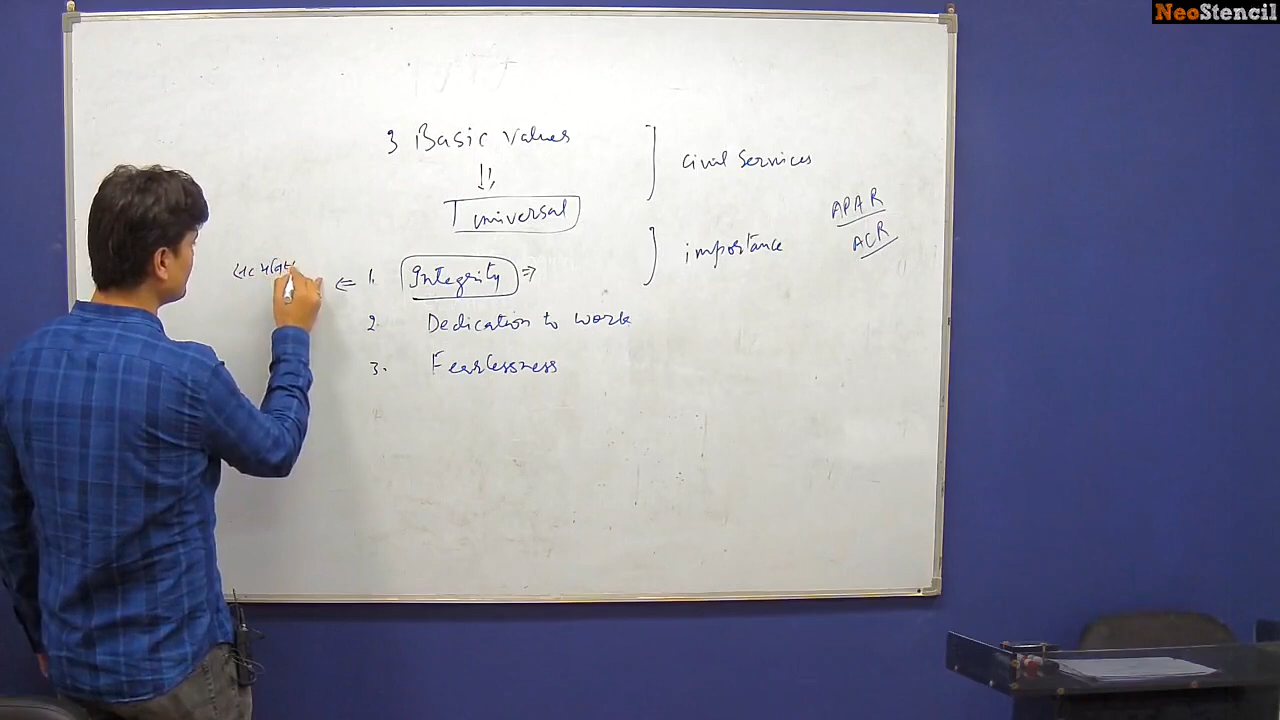 NeoStencil
3 Basic values
civil services
universal
APAR
ACR
1. Integrity ⇒
importance
2. Dedication to work
3. Fearlessness